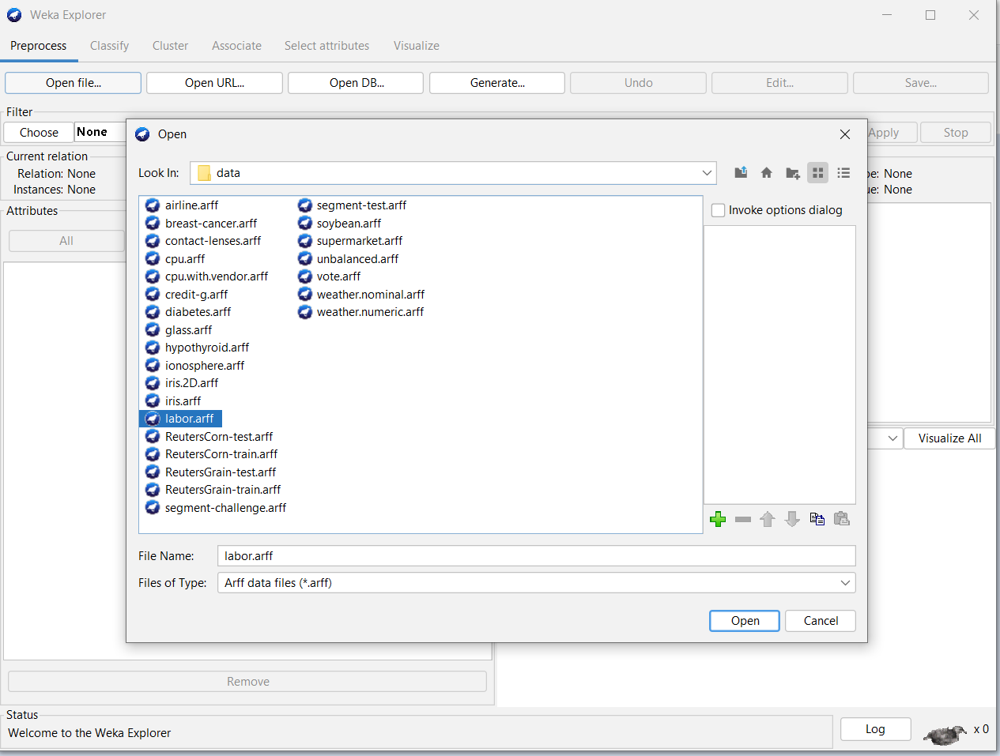 Weka Explorer
Preprocess Classify Cluster Associate Select attributes Visualize
Open file... Open URL... Open DB... Generate... Undo Edit... Save...
Filter
Choose None Apply Stop
Open
Current relation
Relation: None
Instances: None
None
None
Look In: data
Attributes
All
airline.arff
breast-cancer.arff
contact-lenses.arff
cpu.arff
cpu.with.vendor.arff
credit-g.arff
diabetes.arff
glass.arff
hypothyroid.arff
ionosphere.arff
iris.2D.arff
iris.arff
labor.arff
ReutersCorn-test.arff
ReutersCorn-train.arff
ReutersGrain-test.arff
ReutersGrain-train.arff
segment-challenge.arff
segment-test.arff
soybean.arff
supermarket.arff
unbalanced.arff
vote.arff
weather.nominal.arff
weather.numeric.arff
Invoke options dialog
Visualize All
File Name: labor.arff
Files of Type: Arff data files (*.arff)
Open Cancel
Remove
Status
Welcome to the Weka Explorer
Log x 0